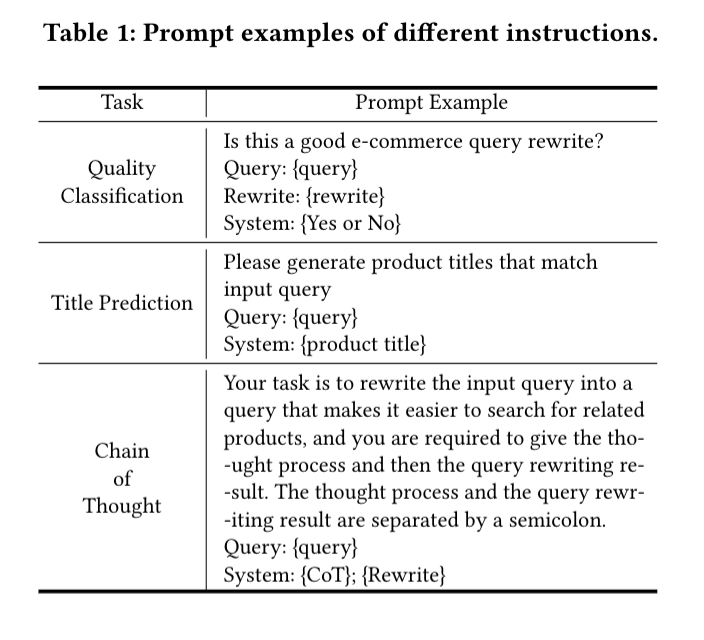 Table 1: Prompt examples of different instructions.
Task
Prompt Example
Quality
Classification
Is this a good e-commerce query rewrite?
Query: {query}
Rewrite: {rewrite}
System: {Yes or No}
Title Prediction
Please generate product titles that match
input query
Query: {query}
System: {product title}
Chain
of
Thought
Your task is to rewrite the input query into a
query that makes it easier to search for related
products, and you are required to give the tho-
-ught process and then the query rewriting re-
-sult. The thought process and the query rewr-
-iting result are separated by a semicolon.
Query: {query}
System: {CoT}; {Rewrite}